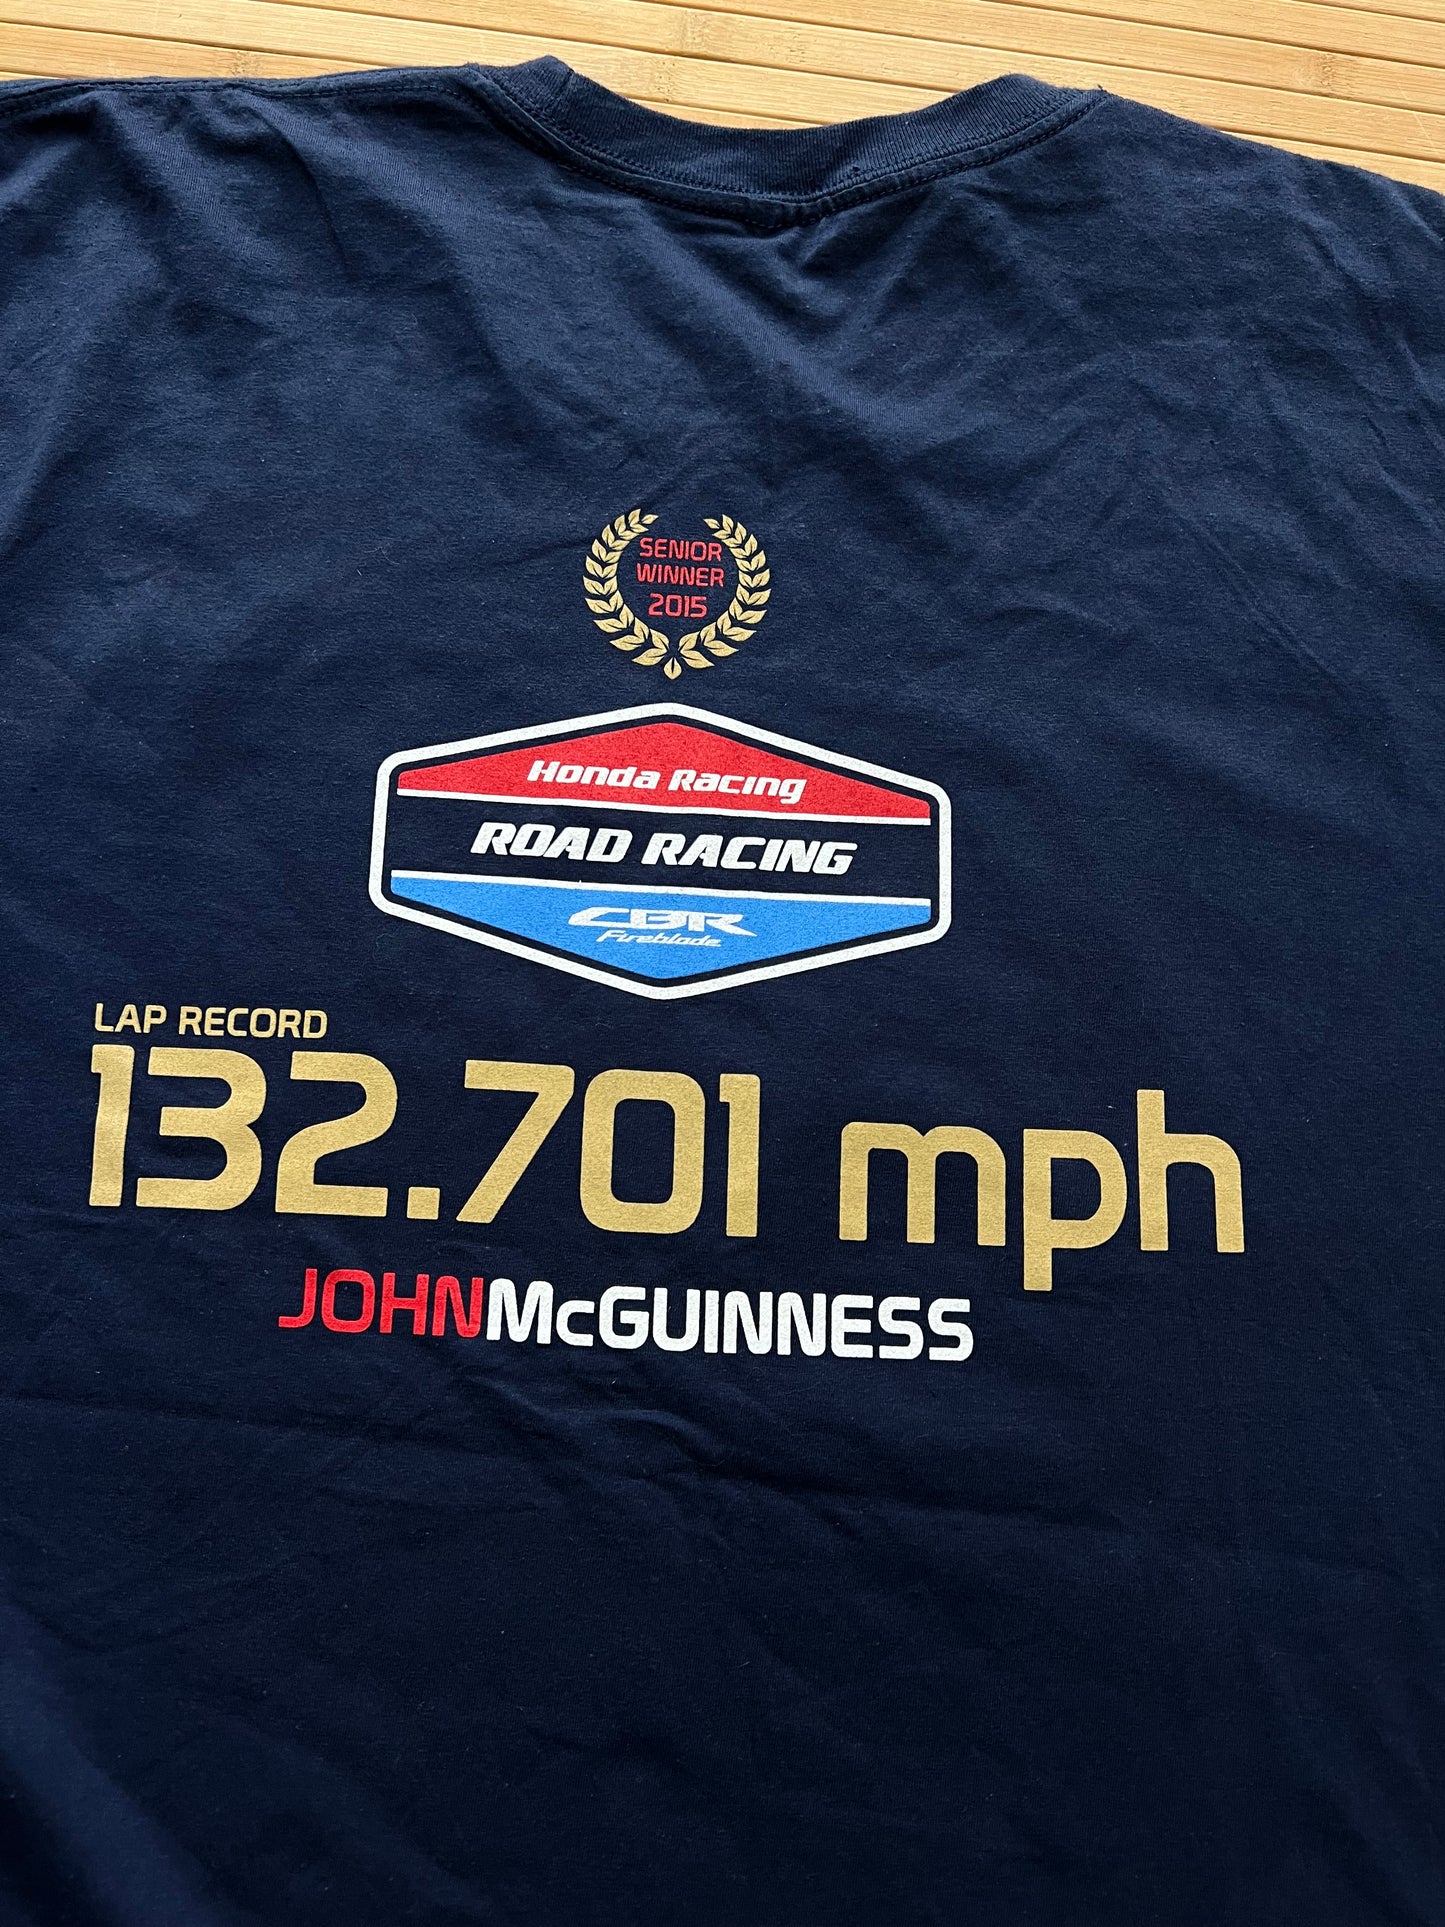 SENIOR
WINNER
2015
Honda Racing
ROAD RACING
CBR
Fireblade
LAP RECORD
132.701 mph
JOHNMcGUINNESS